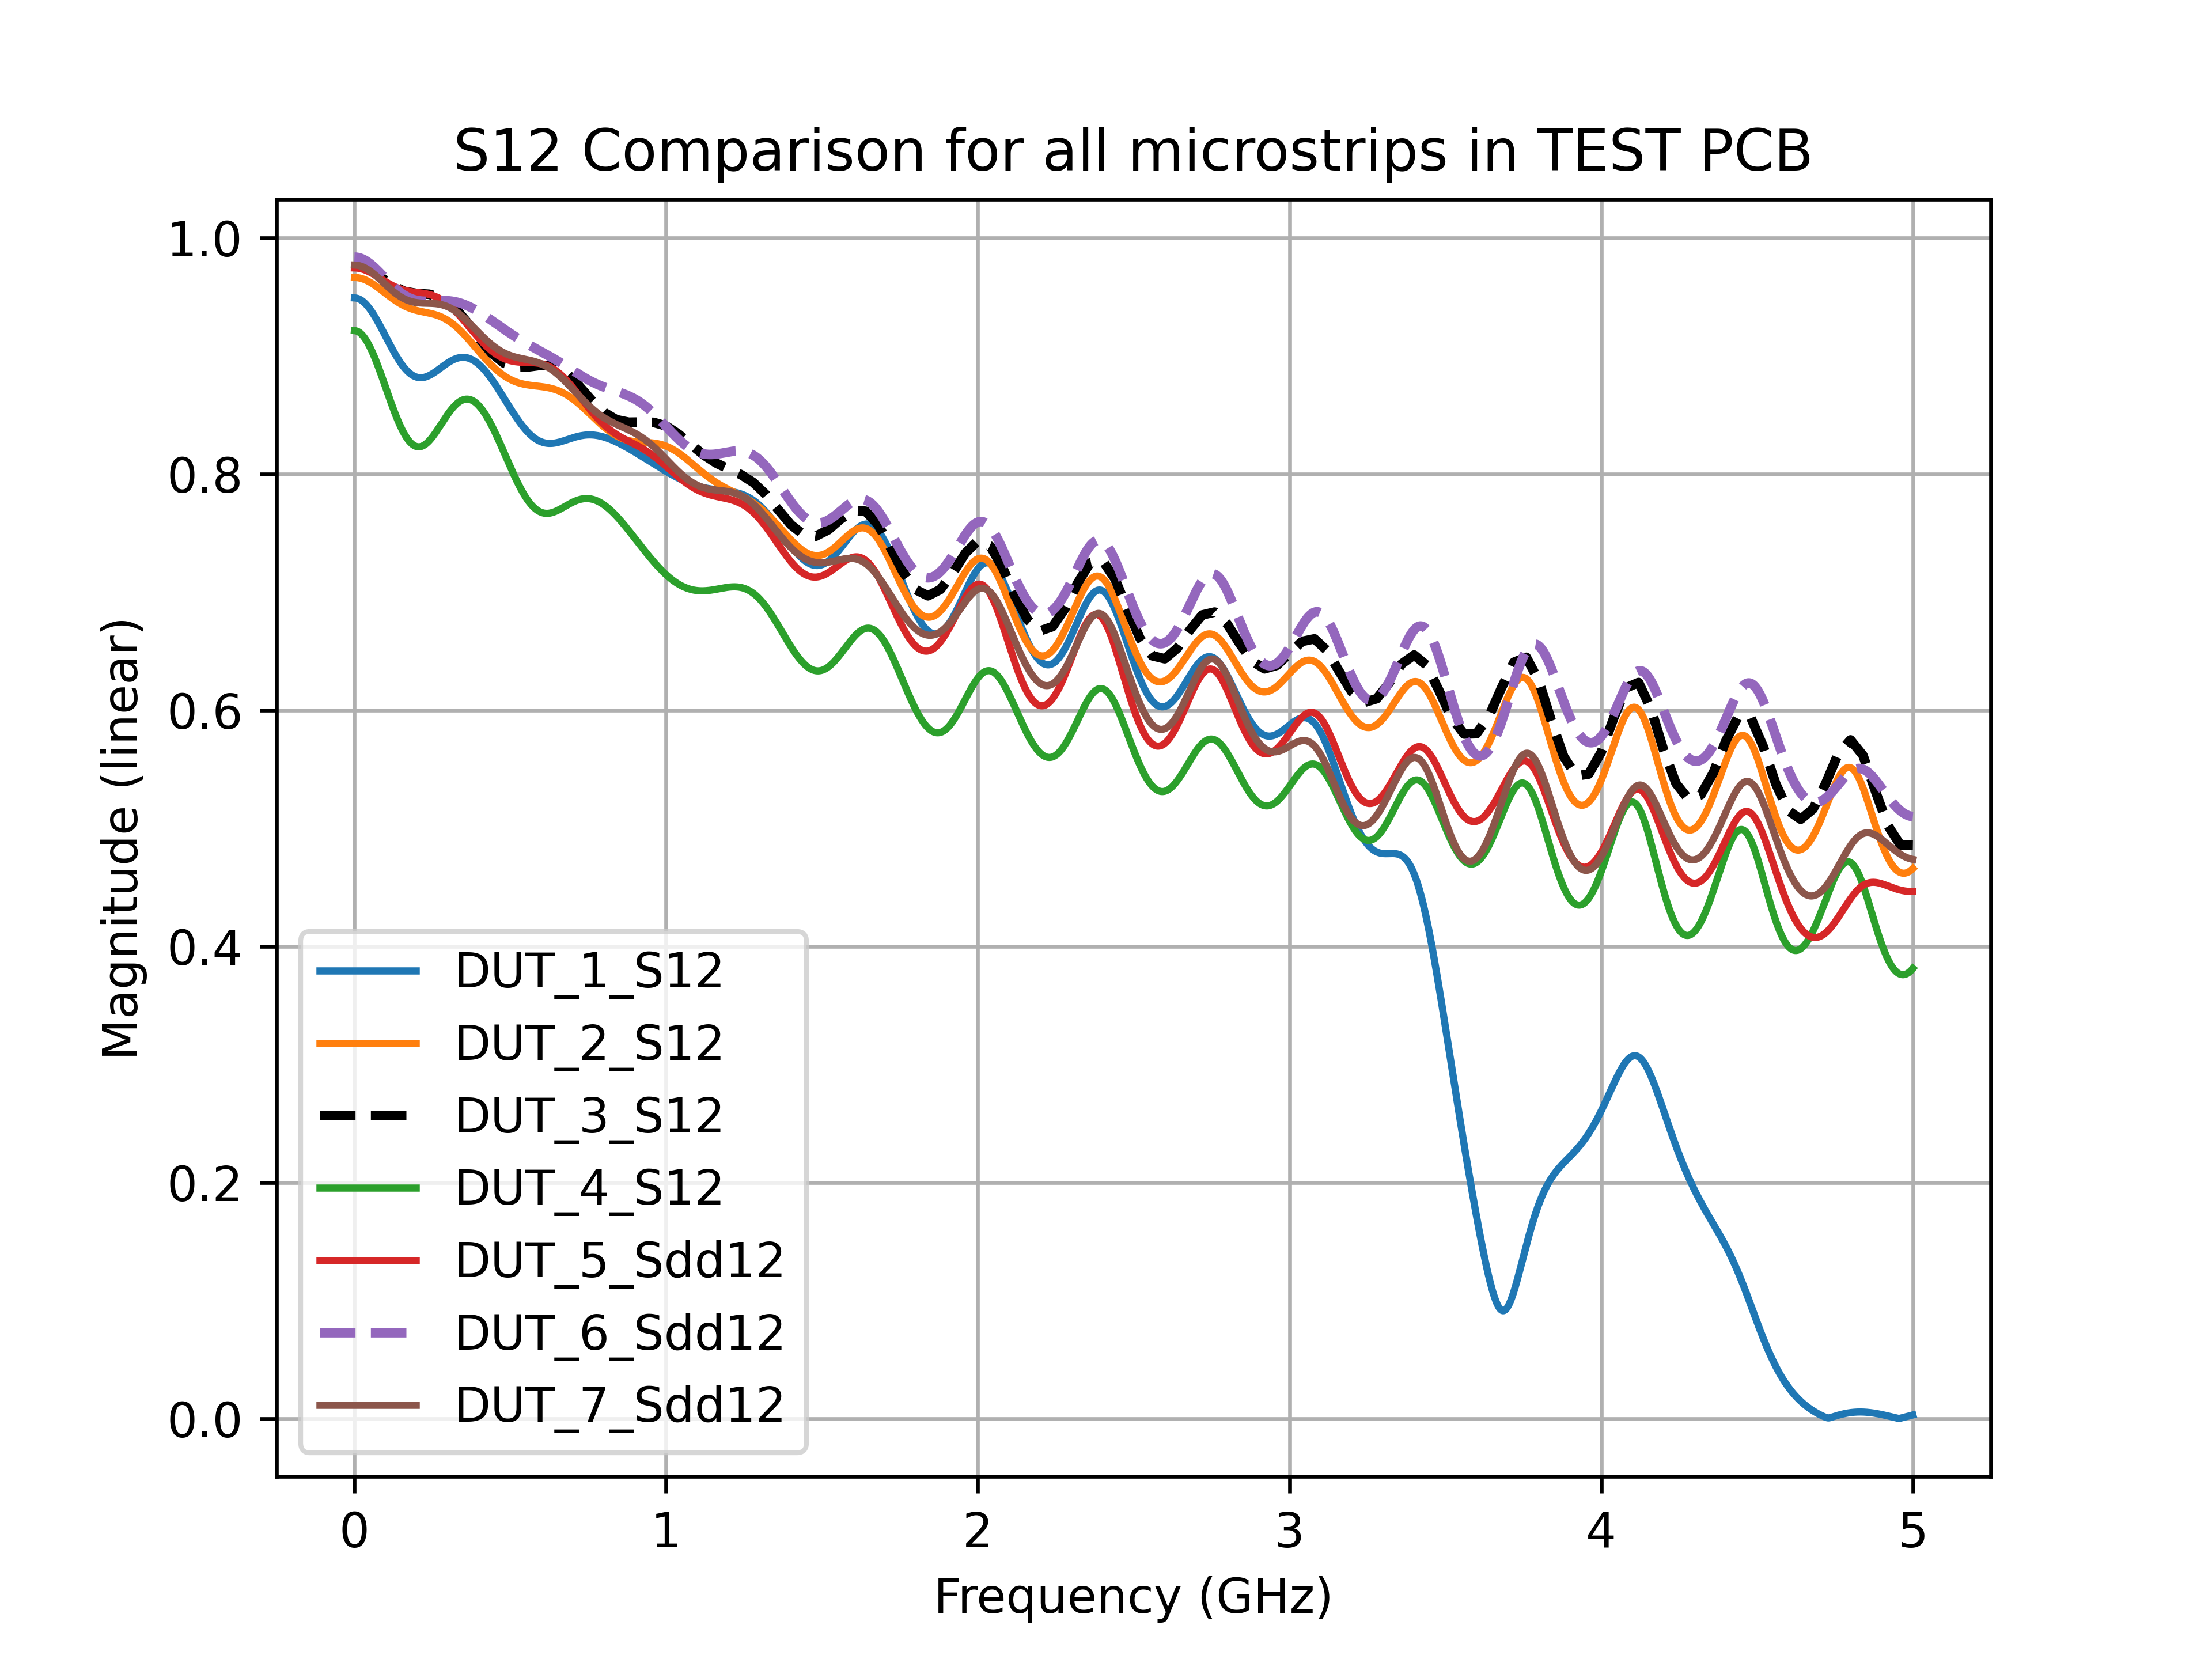 S12 Comparison for all microstrips in TEST PCB
1.0
0.8
0.6
0.4
0.2
0.0
Magnitude (linear)
DUT_1_S12
DUT_2_S12
DUT_3_S12
DUT_4_S12
DUT_5_Sdd12
DUT_6_Sdd12
DUT_7_Sdd12
0 1 2 3 4 5
Frequency (GHz)